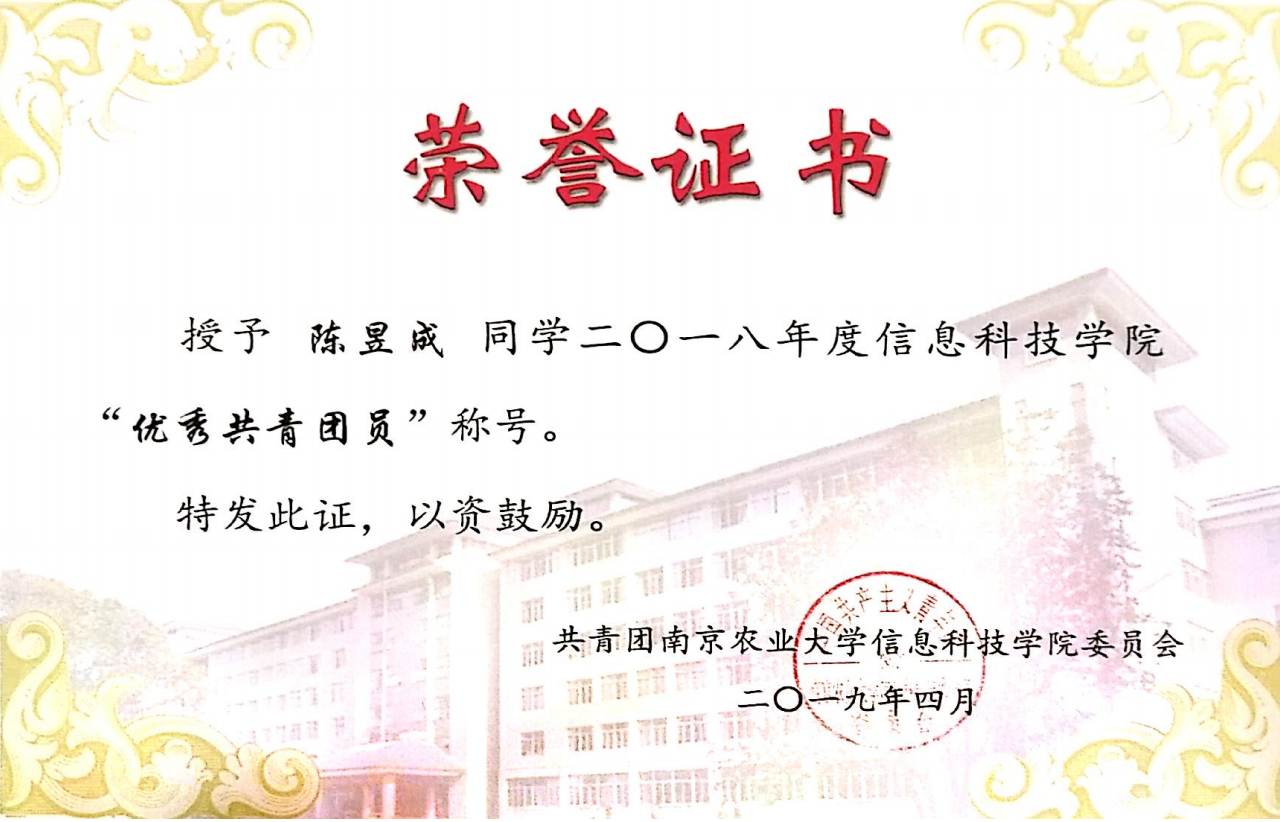 荣誉证书
授予 陈昱成 同学二〇一八年度信息科技学院
“优秀共青团员”称号。
特发此证，以资鼓励。
共青团南京农业大学信息科技学院委员会
二〇一九年四月